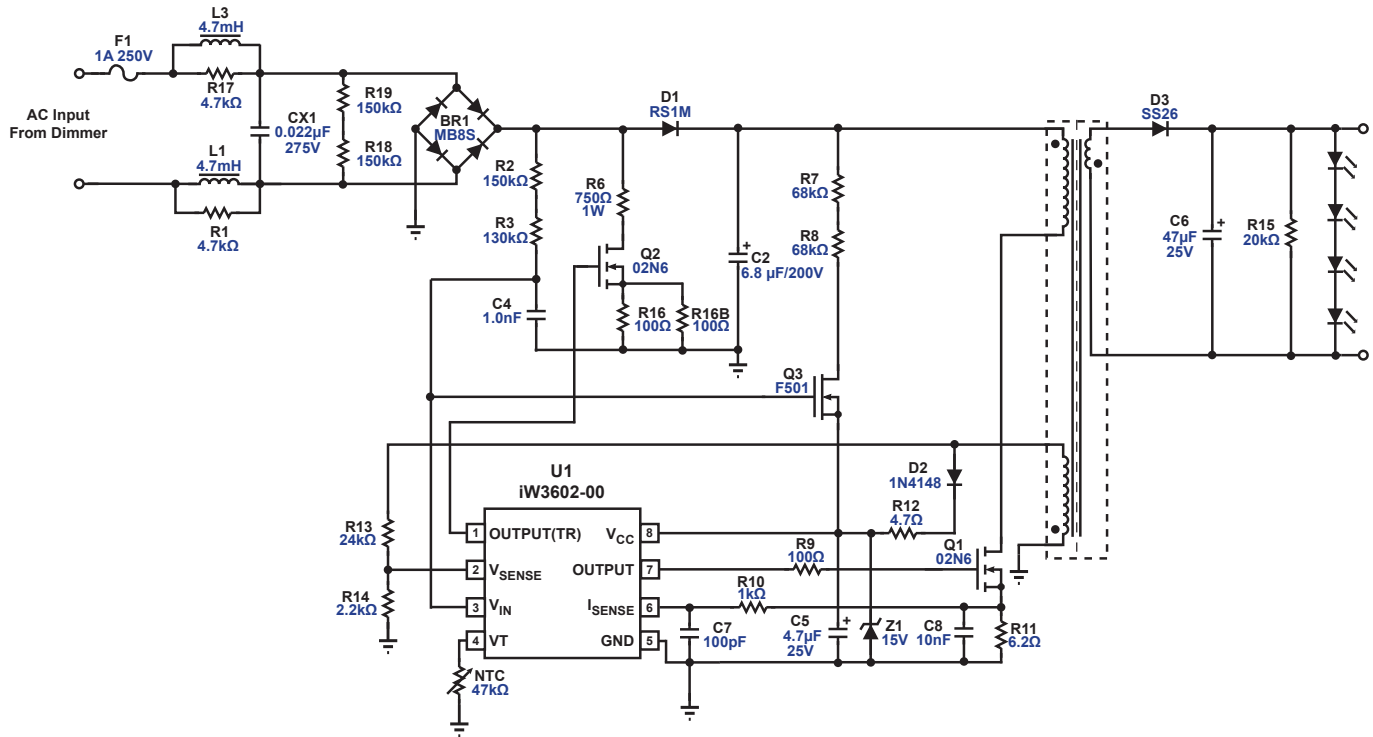 L3
4.7mH
F1
1A 250V
R17
4.7kΩ
AC Input
From Dimmer
CX1
0.022µF
275V
L1
4.7mH
R1
4.7kΩ
R19
150kΩ
R18
150kΩ
BR1
MB8S
R2
150kΩ
R3
130kΩ
C4
1.0nF
R6
750Ω
1W
Q2
02N6
R16
100Ω
R16B
100Ω
D1
RS1M
+
C2
6.8 µF/200V
R7
68kΩ
R8
68kΩ
Q3
F501
D3
SS26
C6
47µF
25V
+
R15
20kΩ
D2
1N4148
R12
4.7Ω
Q1
02N6
R9
100Ω
R10
1kΩ
C7
100pF
C5
4.7µF
25V
+
Z1
15V
C8
10nF
R11
6.2Ω
R13
24kΩ
R14
2.2kΩ
U1
iW3602-00
1 OUTPUT(TR)
2 VSENSE
3 VIN
4 VT
VCC 8
OUTPUT 7
ISENSE 6
GND 5
NTC
47kΩ